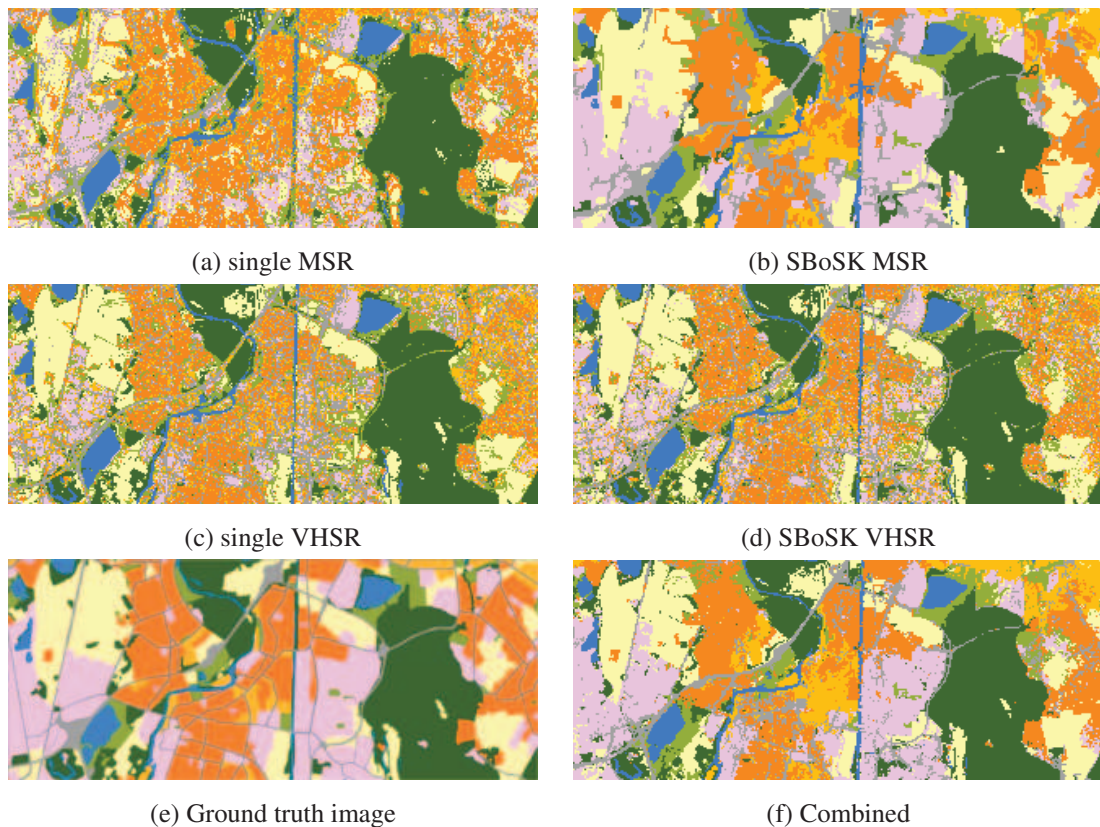 (a) single MSR
(b) SBoSK MSR
(c) single VHSR
(d) SBoSK VHSR
(e) Ground truth image
(f) Combined